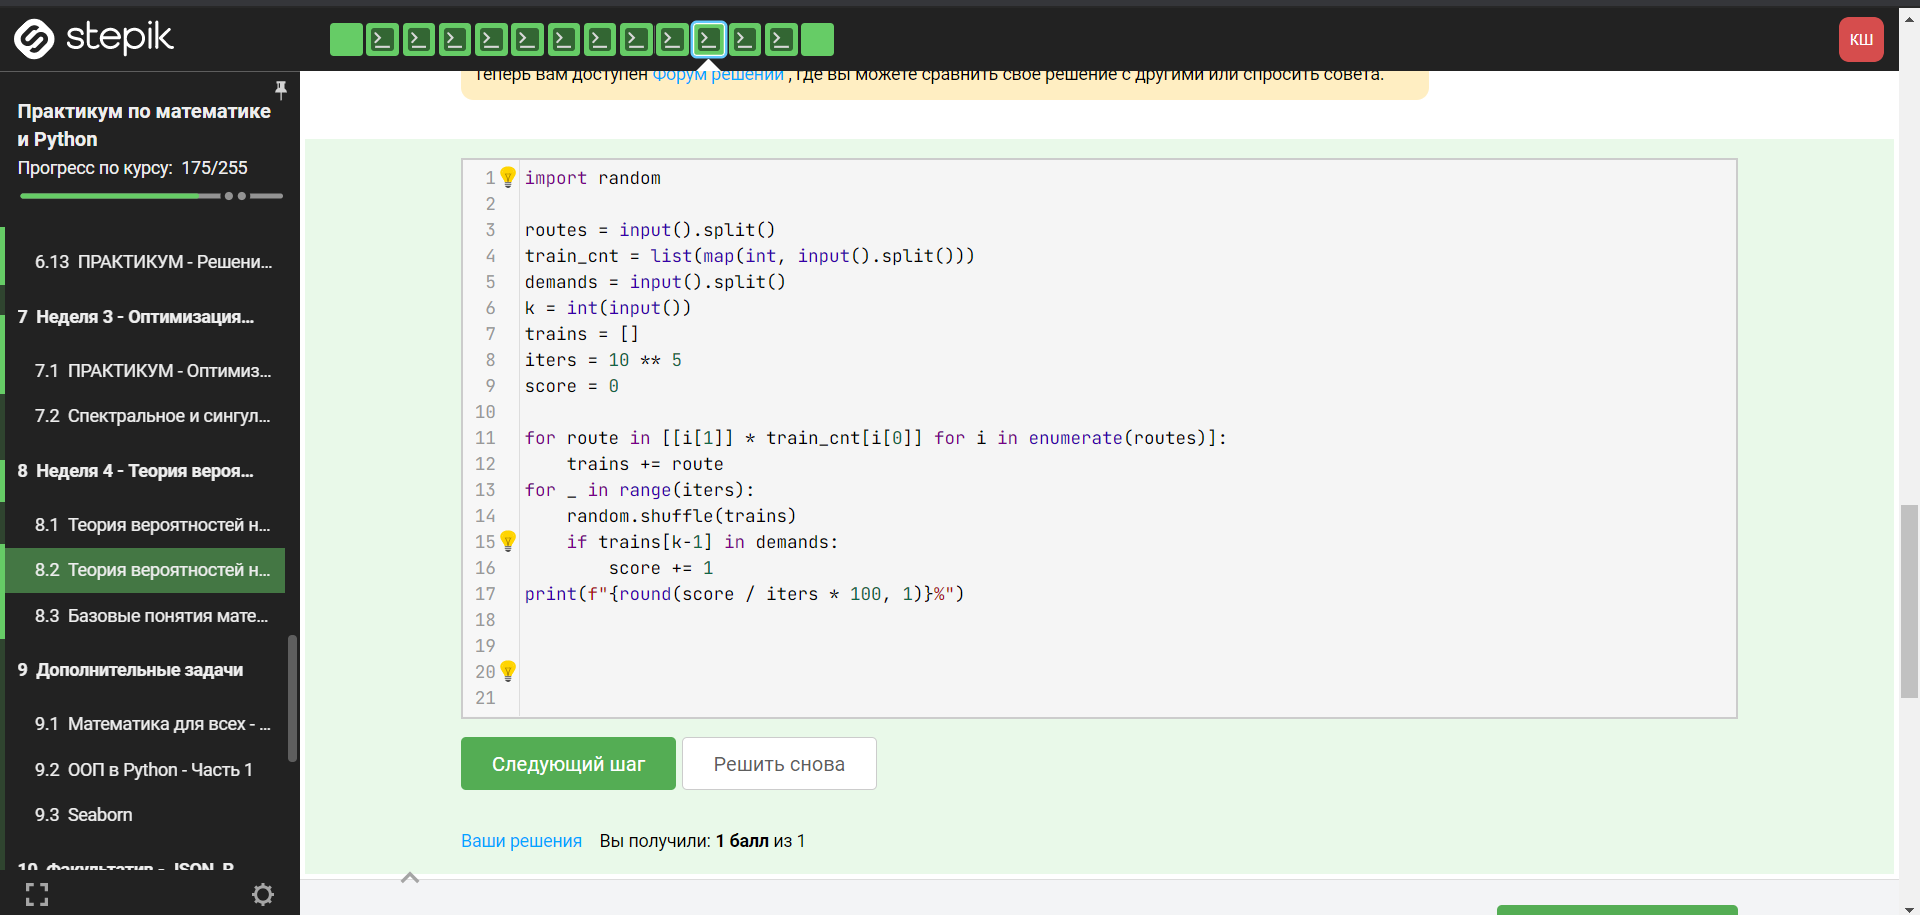 stepik
КШ
Практикум по математике
и Python
Прогресс по курсу: 175/255
6.13 ПРАКТИКУМ - Решени...
7 Неделя 3 - Оптимизация...
7.1 ПРАКТИКУМ - Оптимиз...
7.2 Спектральное и сингул...
8 Неделя 4 - Теория вероя...
8.1 Теория вероятностей н...
8.2 Теория вероятностей н...
8.3 Базовые понятия мате...
9 Дополнительные задачи
9.1 Математика для всех - ...
9.2 ООП в Python - Часть 1
9.3 Seaborn
10 Факультатив - JSON, P
Теперь вам доступен Форум решений , где вы можете сравнить свое решение с другими или спросить совета.
1 import random
2
3 routes = input().split()
4 train_cnt = list(map(int, input().split()))
5 demands = input().split()
6 k = int(input())
7 trains = []
8 iters = 10 ** 5
9 score = 0
10
11 for route in [[i[1]] * train_cnt[i[0]] for i in enumerate(routes)]:
12     trains += route
13 for _ in range(iters):
14     random.shuffle(trains)
15     if trains[k-1] in demands:
16         score += 1
17 print(f"{round(score / iters * 100, 1)}%")
18
19
20
21
Следующий шаг
Решить снова
Ваши решения Вы получили: 1 балл из 1